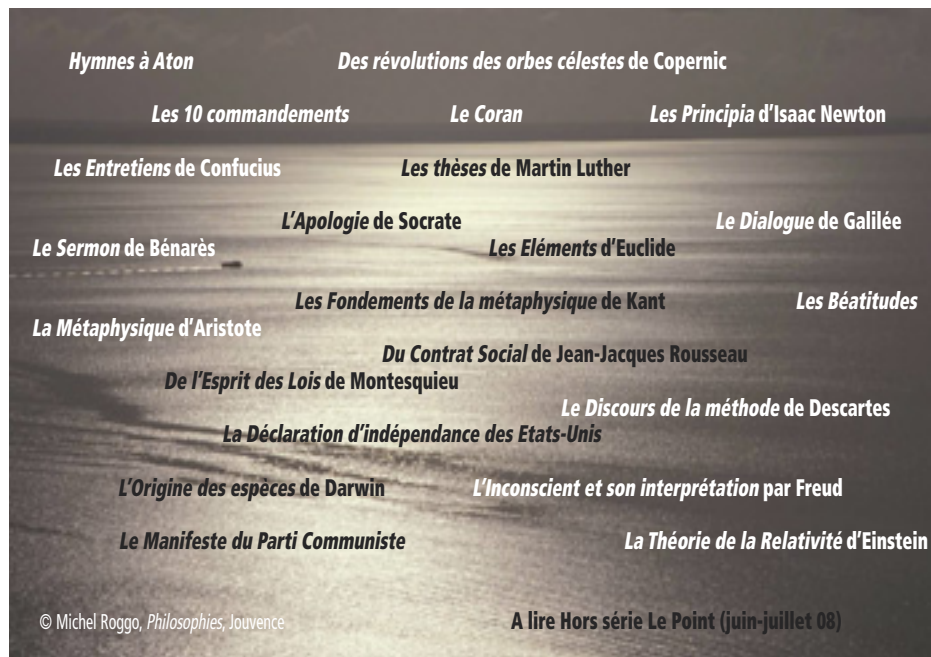 Hymnes à Aton
Des révolutions des orbes célestes de Copernic
Les 10 commandements
Le Coran
Les Principia d'Isaac Newton
Les Entretiens de Confucius
Les thèses de Martin Luther
L'Apologie de Socrate
Le Dialogue de Galilée
Le Sermon de Bénarès
Les Eléments d'Euclide
Les Fondements de la métaphysique de Kant
Les Béatitudes
La Métaphysique d'Aristote
Du Contrat Social de Jean-Jacques Rousseau
De l'Esprit des Lois de Montesquieu
Le Discours de la méthode de Descartes
La Déclaration d'indépendance des Etats-Unis
L'Origine des espèces de Darwin
L'Inconscient et son interprétation par Freud
Le Manifeste du Parti Communiste
La Théorie de la Relativité d'Einstein
© Michel Roggo, Philosophies, Jouvence
A lire Hors série Le Point (juin-juillet 08)